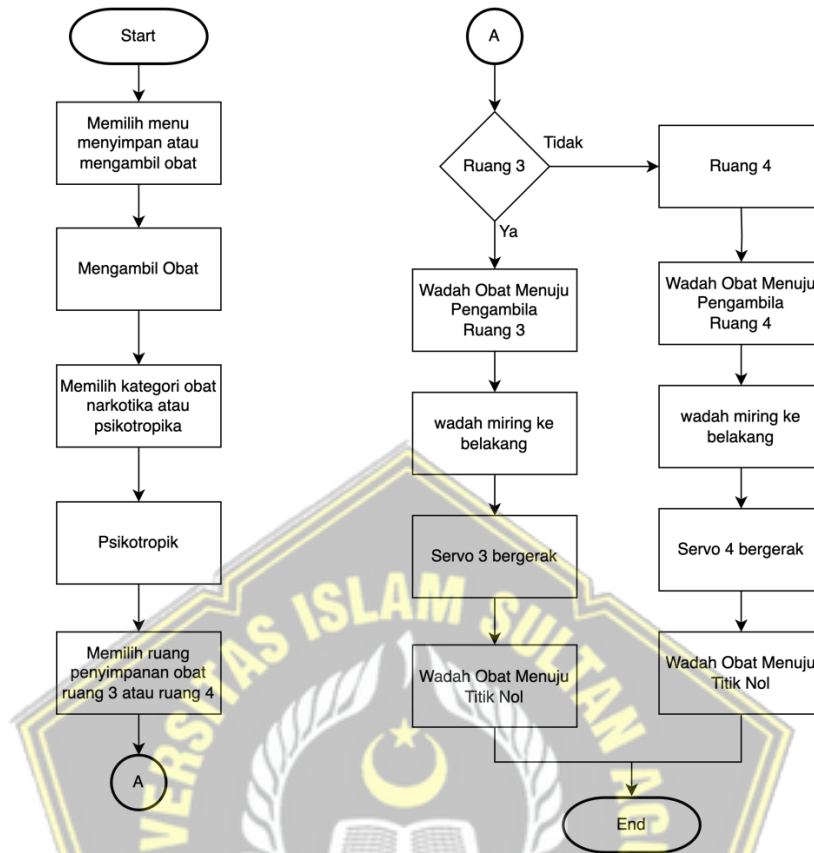 Start
Memilih menu
menyimpan atau
mengambil obat
Mengambil Obat
Memilih kategori obat
narkotika atau
psikotropika
Psikotropik
Memilih ruang
penyimpanan obat
ruang 3 atau ruang 4
A
A
Ruang 3
Tidak
Ya
Wadah Obat Menuju
Pengambila
Ruang 3
wadah miring ke
belakang
Servo 3 bergerak
Wadah Obat Menuju
Titik Nol
Ruang 4
Wadah Obat Menuju
Pengambila
Ruang 4
wadah miring ke
belakang
Servo 4 bergerak
Wadah Obat Menuju
Titik Nol
End
ISLAM SULTAN